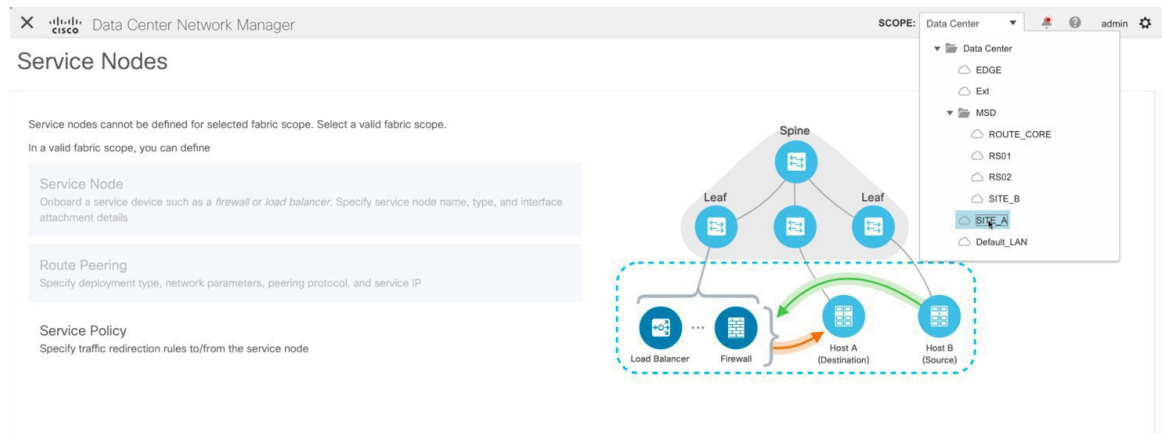 CISCO Data Center Network Manager
SCOPE: Data Center
admin
Data Center
EDGE
Ext
MSD
ROUTE_CORE
RS01
RS02
SITE_B
SITE_A
Default_LAN
Service Nodes
Service nodes cannot be defined for selected fabric scope. Select a valid fabric scope.
In a valid fabric scope, you can define
Service Node
Onboard a service device such as a firewall or load balancer. Specify service node name, type, and interface
attachment details
Route Peering
Specify deployment type, network parameters, peering protocol, and service IP
Service Policy
Specify traffic redirection rules to/from the service node
Spine
Leaf
Leaf
Load Balancer
...
Firewall
Host A
(Destination)
Host B
(Source)